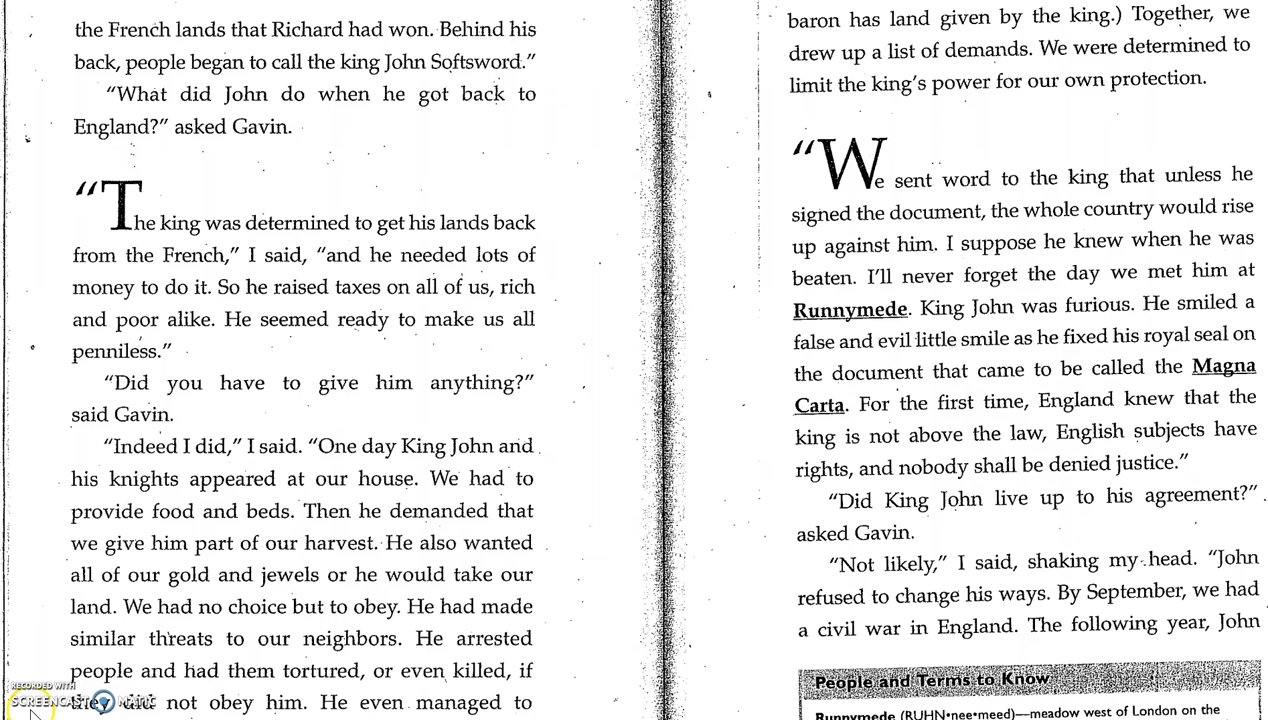 the French lands that Richard had won. Behind his
back, people began to call the king John Softsword."
"What did John do when he got back to
England?" asked Gavin.
"The king was determined to get his lands back
from the French," I said, "and he needed lots of
money to do it. So he raised taxes on all of us, rich
and poor alike. He seemed ready to make us all
penniless."
"Did you have to give him anything?"
said Gavin.
"Indeed I did," I said. "One day King John and
his knights appeared at our house. We had to
provide food and beds. Then he demanded that
we give him part of our harvest. He also wanted
all of our gold and jewels or he would take our
land. We had no choice but to obey. He had made
similar threats to our neighbors. He arrested
people and had them tortured, or even killed, if
they did not obey him. He even managed to
RECORDED WITH
SCREENCAST MATIC
baron has land given by the king.) Together, we
drew up a list of demands. We were determined to
limit the king's power for our own protection.
"We sent word to the king that unless he
signed the document, the whole country would rise
up against him. I suppose he knew when he was
beaten. I'll never forget the day we met him at
Runnymede. King John was furious. He smiled a
false and evil little smile as he fixed his royal seal on
the document that came to be called the Magna
Carta. For the first time, England knew that the
king is not above the law, English subjects have
rights, and nobody shall be denied justice."
"Did King John live up to his agreement?"
asked Gavin.
"Not likely," I said, shaking my head. "John
refused to change his ways. By September, we had
a civil war in England. The following year, John
People and Terms to Know
Runnymede (RUHN•nee•meed)—meadow west of London on the